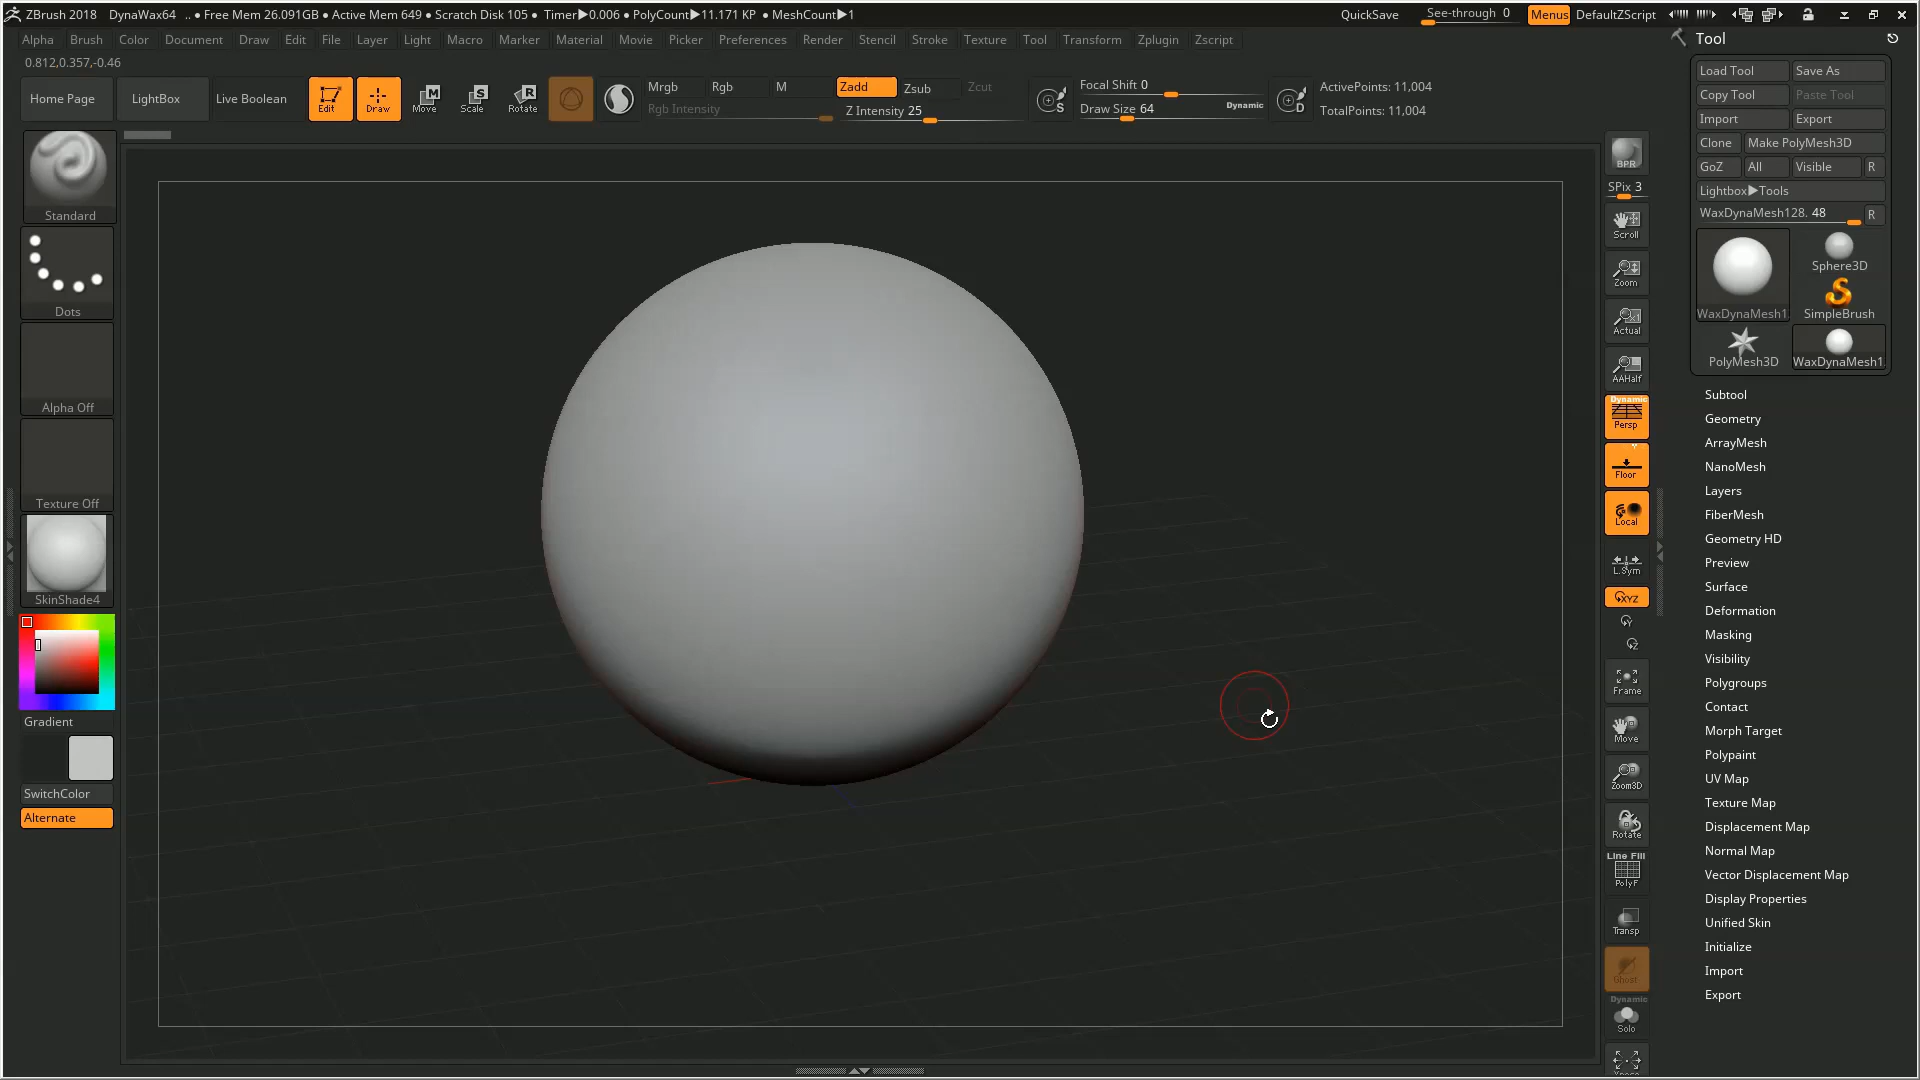 ZBrush 2018 DynaWax64 .. ● Free Mem 26.091GB ● Active Mem 649 ● Scratch Disk 105 ● Timer▶0.006 ● PolyCount▶11.171 KP ● MeshCount▶1 QuickSave See-through 0 Menus DefaultZScript
Alpha Brush Color Document Draw Edit File Layer Light Macro Marker Material Movie Picker Preferences Render Stencil Stroke Texture Tool Transform Zplugin Zscript
0.812,0.357,-0.46
Home Page LightBox Live Boolean Edit Draw Move Scale Rotate
M S R
Mrgb Rgb M Zadd Zsub Zcut
Rgb Intensity Z Intensity 25
S Focal Shift 0
Draw Size 64 Dynamic
D ActivePoints: 11,004
TotalPoints: 11,004
Standard
Dots
Alpha Off
Texture Off
SkinShade4
Gradient
SwitchColor
Alternate
BPR
SPix 3
Scroll
Zoom
Actual
AAHalf
Dynamic
Persp
Floor
Local
L.Sym
XYZ
Y
Z
Frame
Move
Zoom3D
Rotate
Line Fill
PolyF
Transp
Ghost
Dynamic
Solo
Tool
Load Tool Save As
Copy Tool Paste Tool
Import Export
Clone Make PolyMesh3D
GoZ All Visible R
Lightbox▶Tools
WaxDynaMesh128. 48 R
WaxDynaMesh1 Sphere3D
SimpleBrush
PolyMesh3D WaxDynaMesh1
Subtool
Geometry
ArrayMesh
NanoMesh
Layers
FiberMesh
Geometry HD
Preview
Surface
Deformation
Masking
Visibility
Polygroups
Contact
Morph Target
Polypaint
UV Map
Texture Map
Displacement Map
Normal Map
Vector Displacement Map
Display Properties
Unified Skin
Initialize
Import
Export